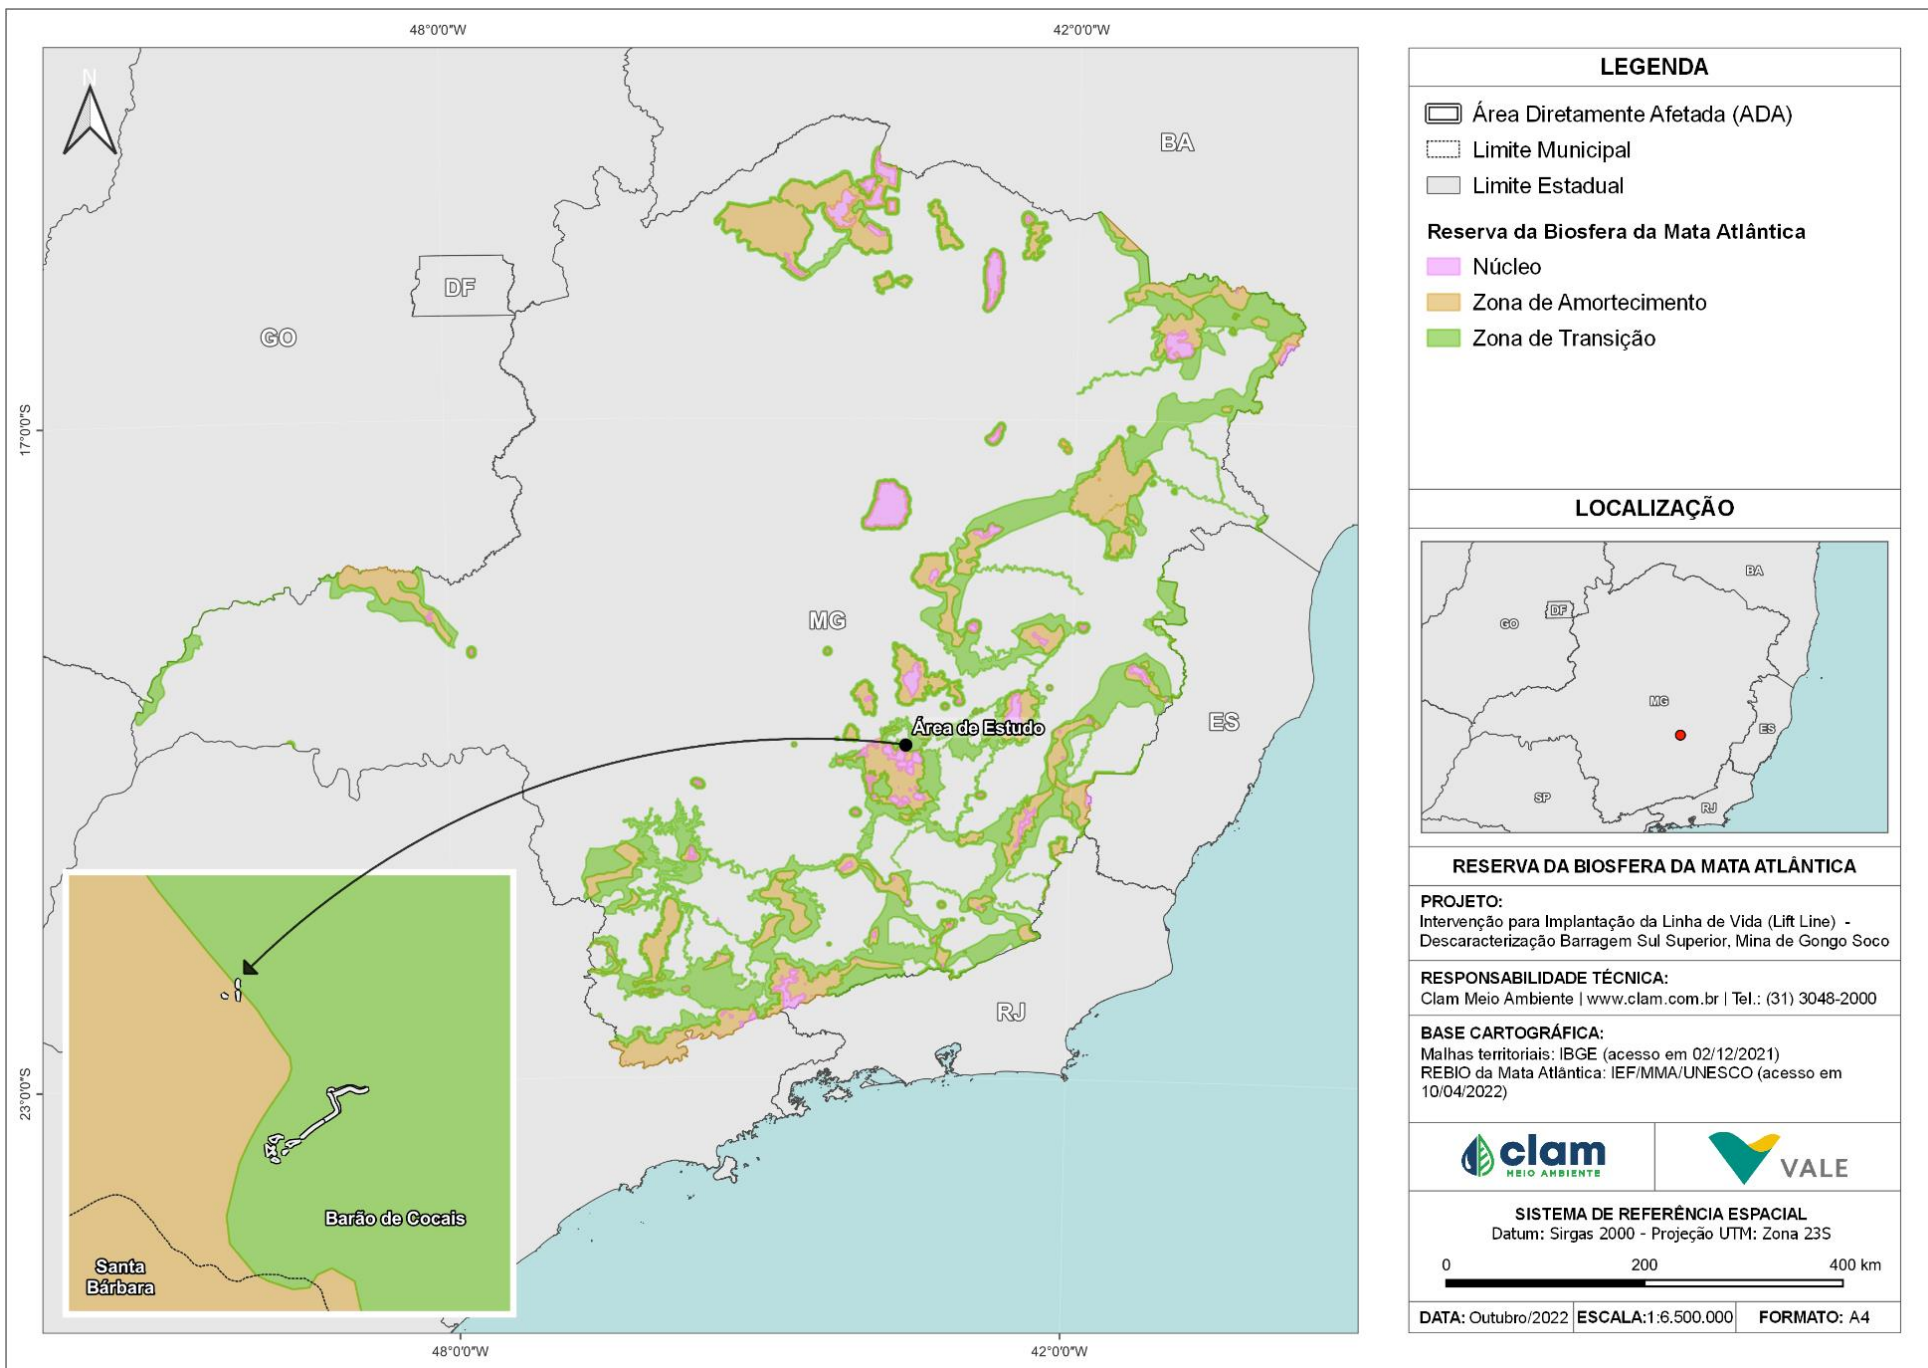 48°0'0"W
42°0'0"W
N
BA
DF
GO
17°0'0"S
MG
ES
Área de Estudo
RJ
23°0'0"S
Barão de Cocais
Santa
Bárbara
48°0'0"W
42°0'0"W
LEGENDA
Área Diretamente Afetada (ADA)
Limite Municipal
Limite Estadual
Reserva da Biosfera da Mata Atlântica
Núcleo
Zona de Amortecimento
Zona de Transição
LOCALIZAÇÃO
BA
DF
GO
MG
ES
SP
RJ
RESERVA DA BIOSFERA DA MATA ATLÂNTICA
PROJETO:
Intervenção para Implantação da Linha de Vida (Lift Line) -
Descaracterização Barragem Sul Superior, Mina de Gongo Soco
RESPONSABILIDADE TÉCNICA:
Clam Meio Ambiente | www.clam.com.br | Tel.: (31) 3048-2000
BASE CARTOGRÁFICA:
Malhas territoriais: IBGE (acesso em 02/12/2021)
REBIO da Mata Atlântica: IEF/MMA/UNESCO (acesso em
10/04/2022)
clam
MEIO AMBIENTE
VALE
SISTEMA DE REFERÊNCIA ESPACIAL
Datum: Sirgas 2000 - Projeção UTM: Zona 23S
0 200 400 km
DATA: Outubro/2022 ESCALA:1:6.500.000 FORMATO: A4